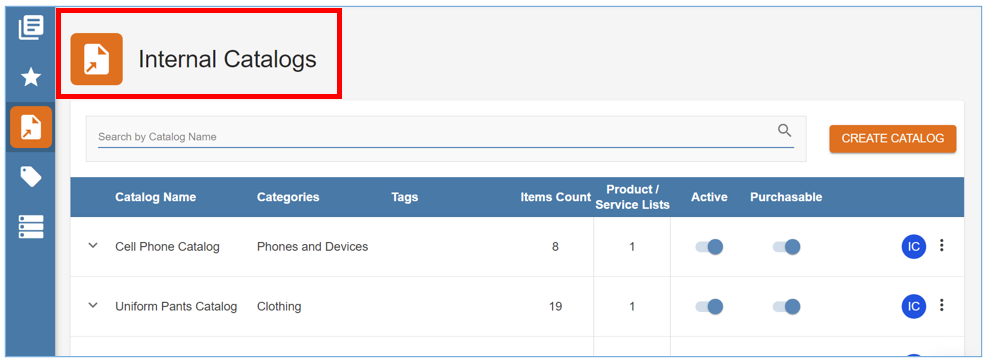 Internal Catalogs
Search by Catalog Name
CREATE CATALOG
Catalog Name Categories Tags Items Count Product / Service Lists Active Purchasable
Cell Phone Catalog Phones and Devices 8 1 IC
Uniform Pants Catalog Clothing 19 1 IC